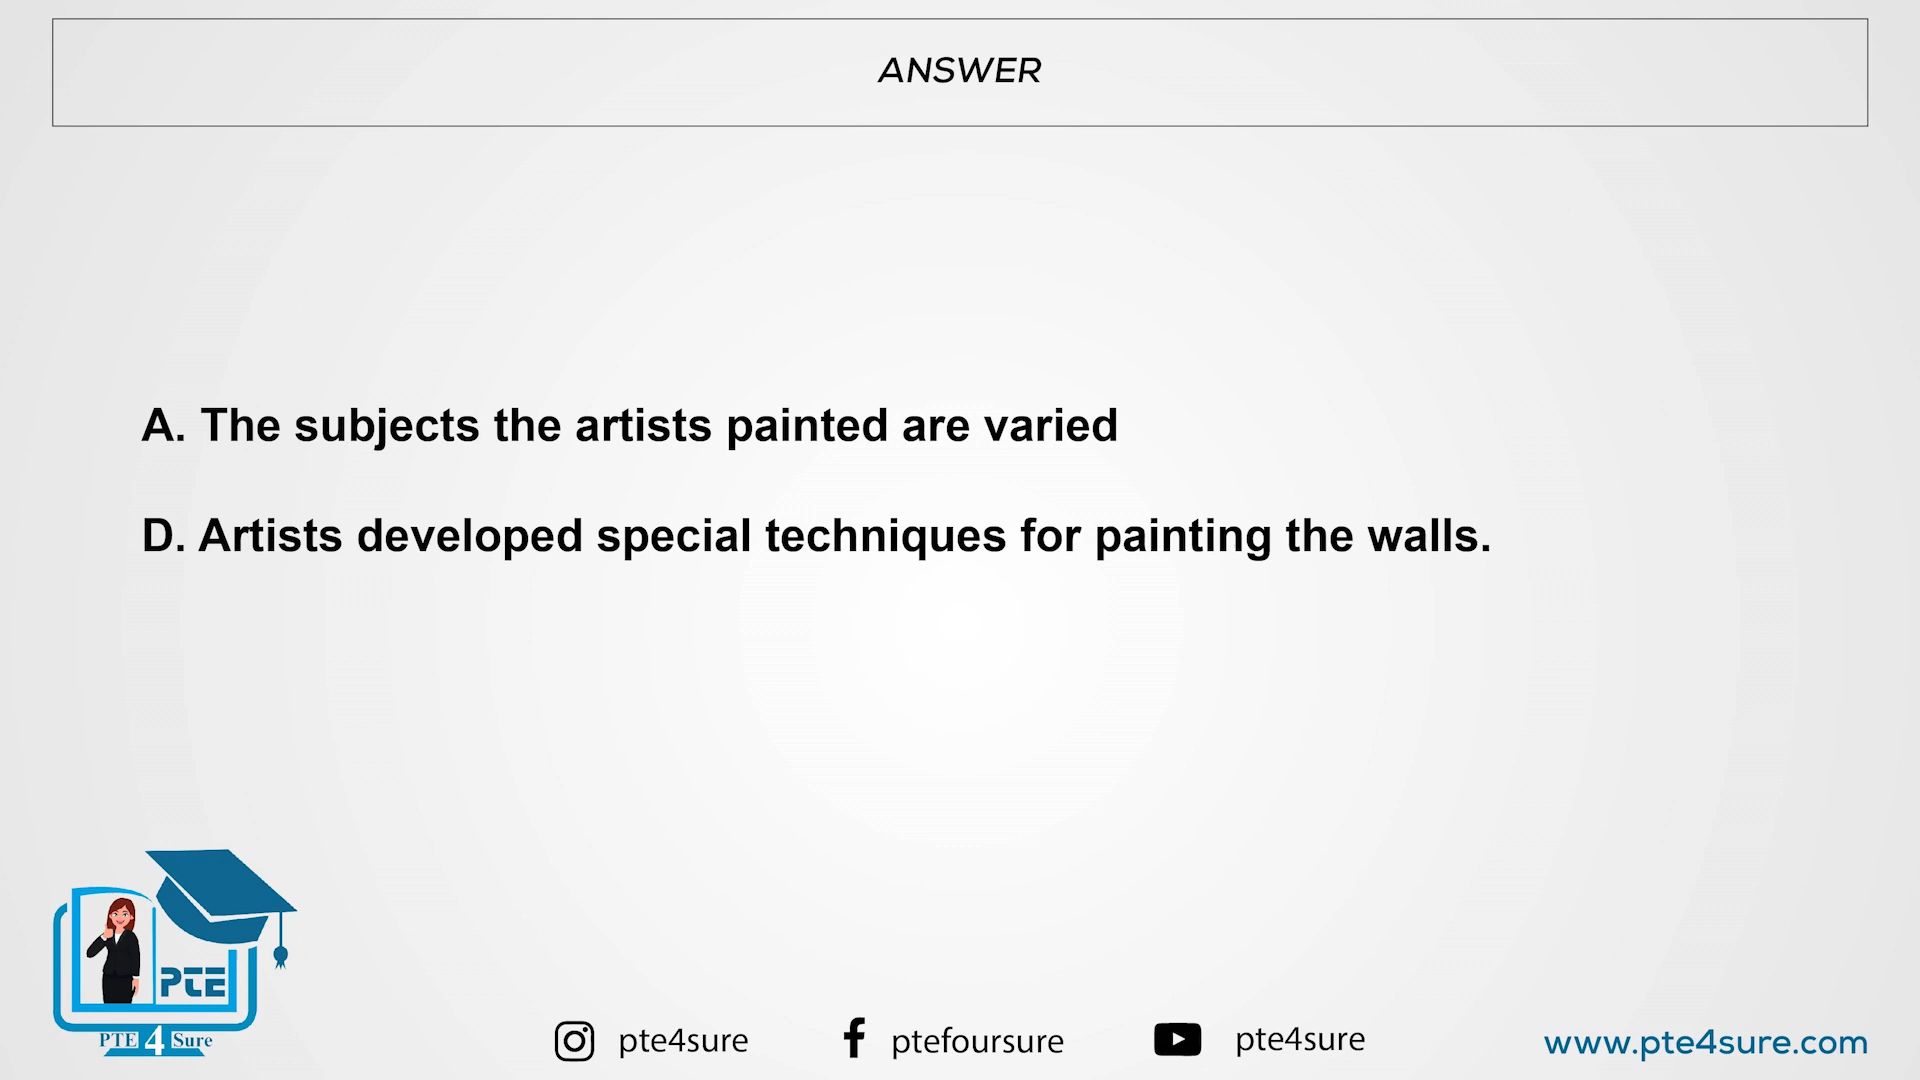 ANSWER
A. The subjects the artists painted are varied
D. Artists developed special techniques for painting the walls.
PTE
PTE 4 Sure
pte4sure
ptefoursure
pte4sure
www.pte4sure.com